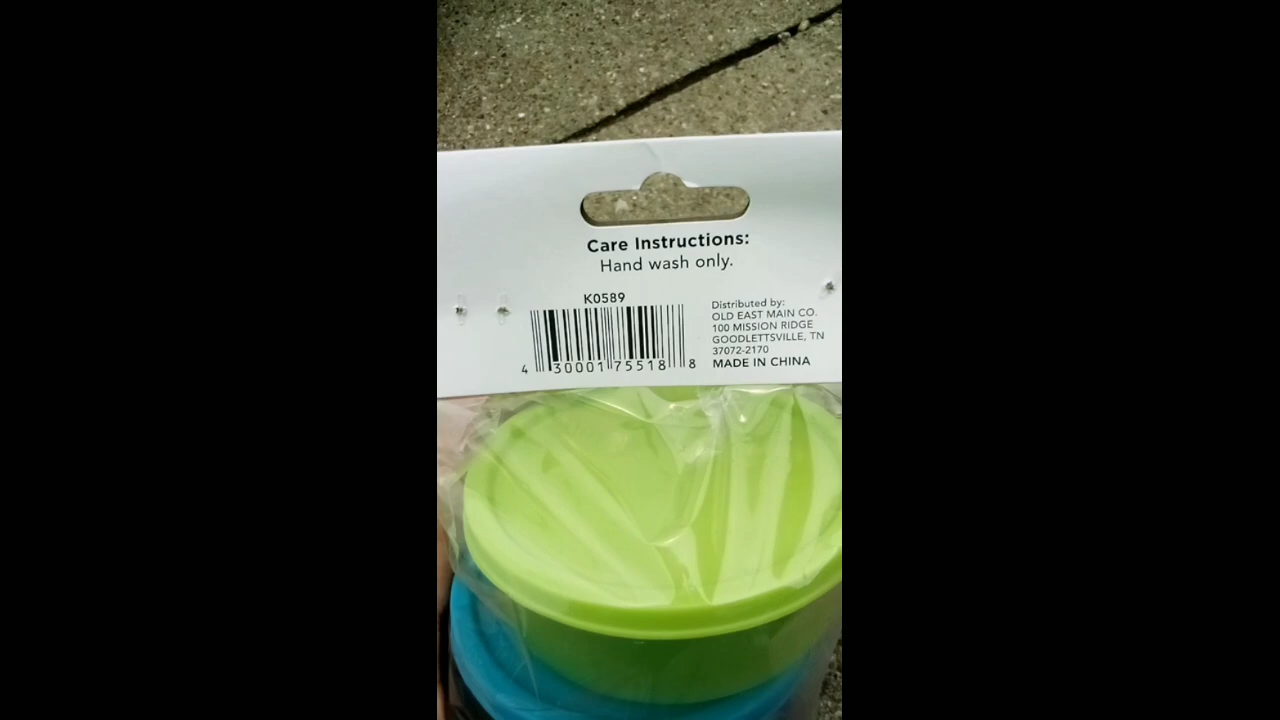 Care Instructions:
Hand wash only.
K0589
4 30001 75518 8
Distributed by:
OLD EAST MAIN CO.
100 MISSION RIDGE
GOODLETTSVILLE, TN
37072-2170
MADE IN CHINA